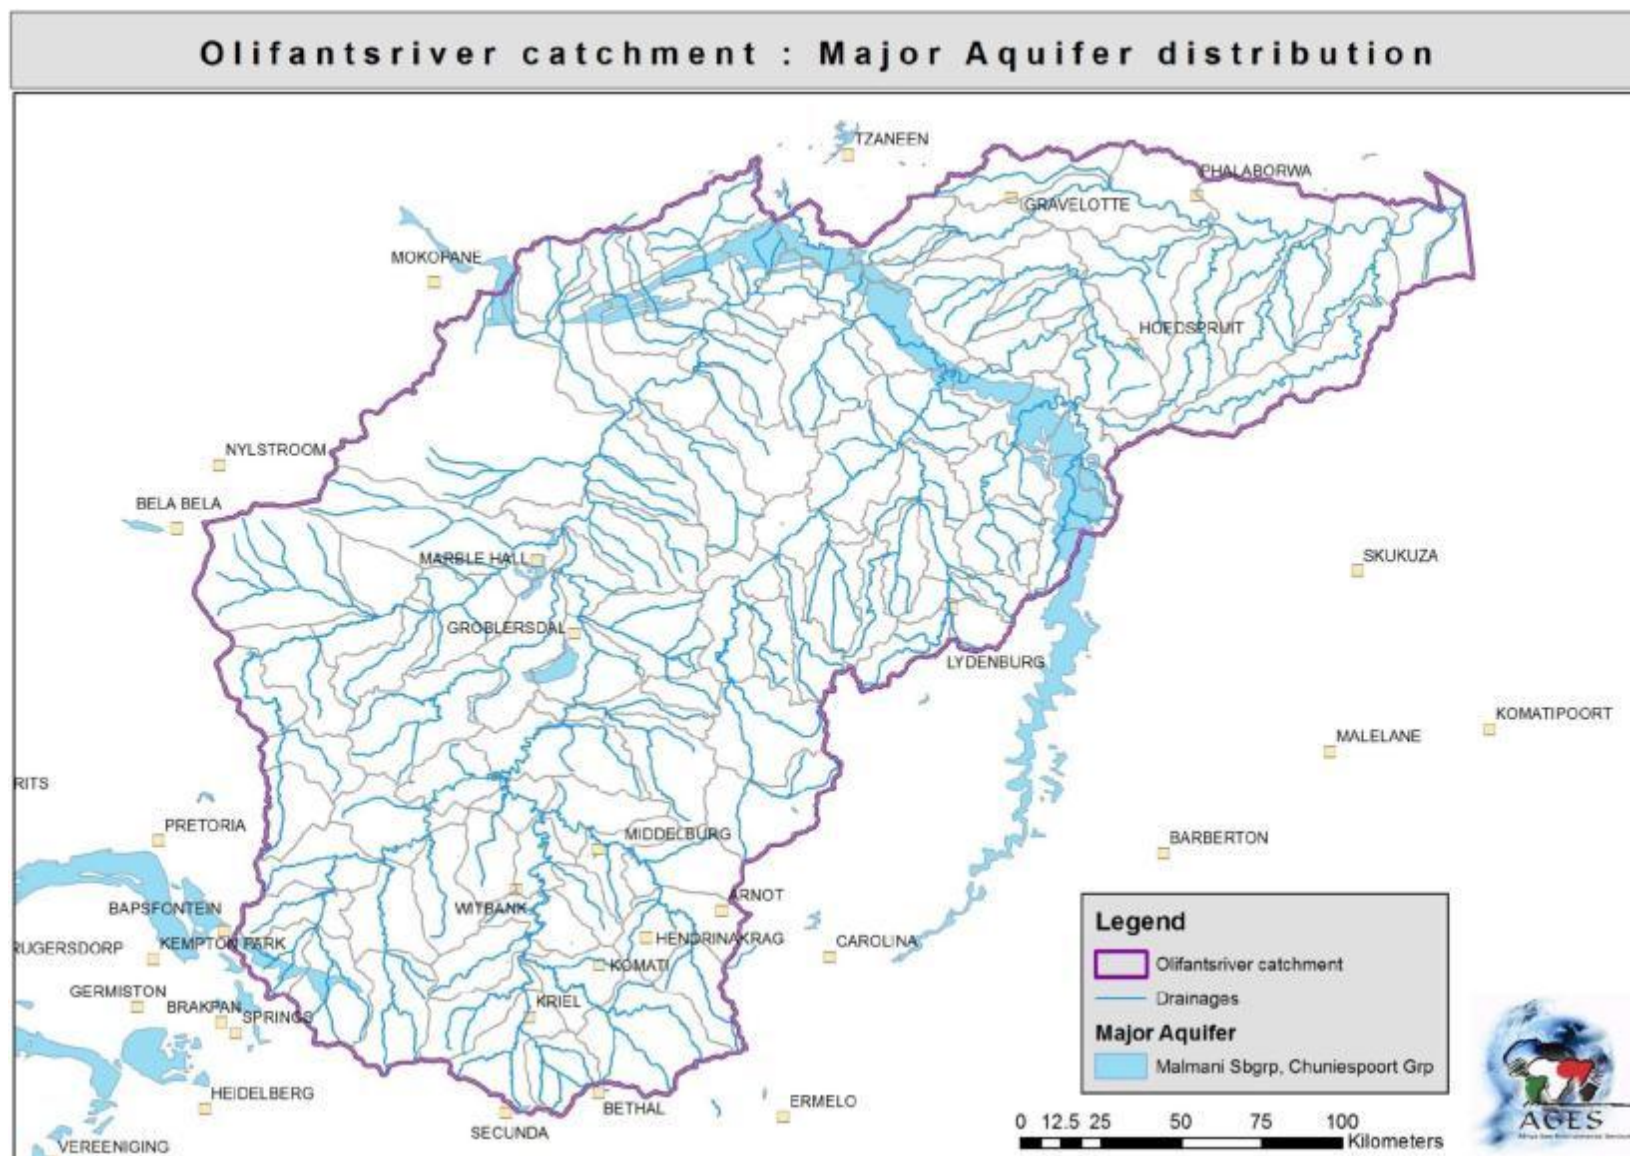 Olifantsriver catchment : Major Aquifer distribution
TZANEEN
PHALABORWA
GRAVELOTTE
MOKOPANE
HOEDSPRUIT
NYLSTROOM
BELA BELA
MARBLE HALL
SKUKUZA
GROBLERSDAL
LYDENBURG
KOMATIPOORT
MALELANE
RITS
PRETORIA
MIDDELBURG
BARBERTON
ARNOT
BAPSFONTEIN
WITBANK
RUGERSDORP
KEMPTON PARK
HENDRINAKRAG
CAROLINA
KOMATI
GERMISTON
BRAKPAN
SPRINGS
KRIEL
HEIDELBERG
BETHAL
ERMELO
SECUNDA
VEREENIGING
Legend
Olifantsriver catchment
Drainages
Major Aquifer
Malmani Sbgrp, Chuniespoort Grp
0 12.5 25 50 75 100
Kilometers
AGES